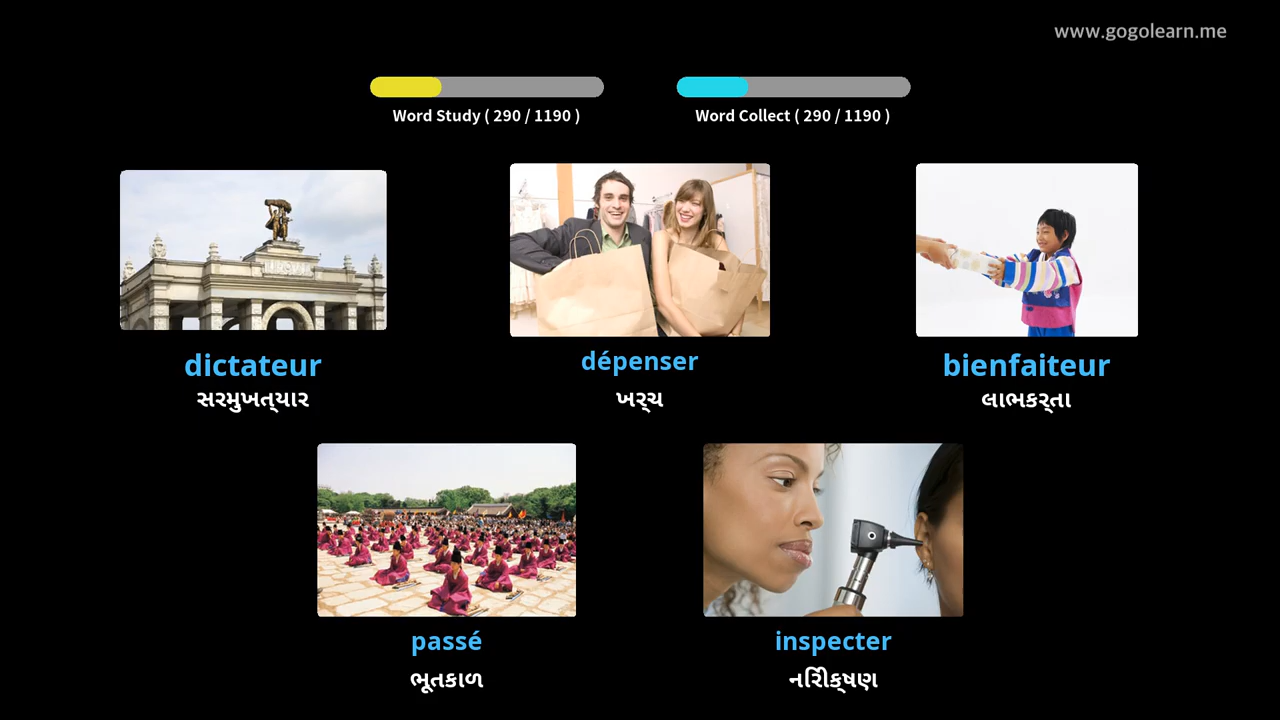 www.gogolearn.me
Word Study ( 290 / 1190 )
Word Collect ( 290 / 1190 )
dictateur
સરમુખત્‌યાર
dépenser
ખર્‌ચ
bienfaiteur
લાભકર્‌તા
passé
ભૂતકાળ
inspecter
નરિીક્‌ષણ